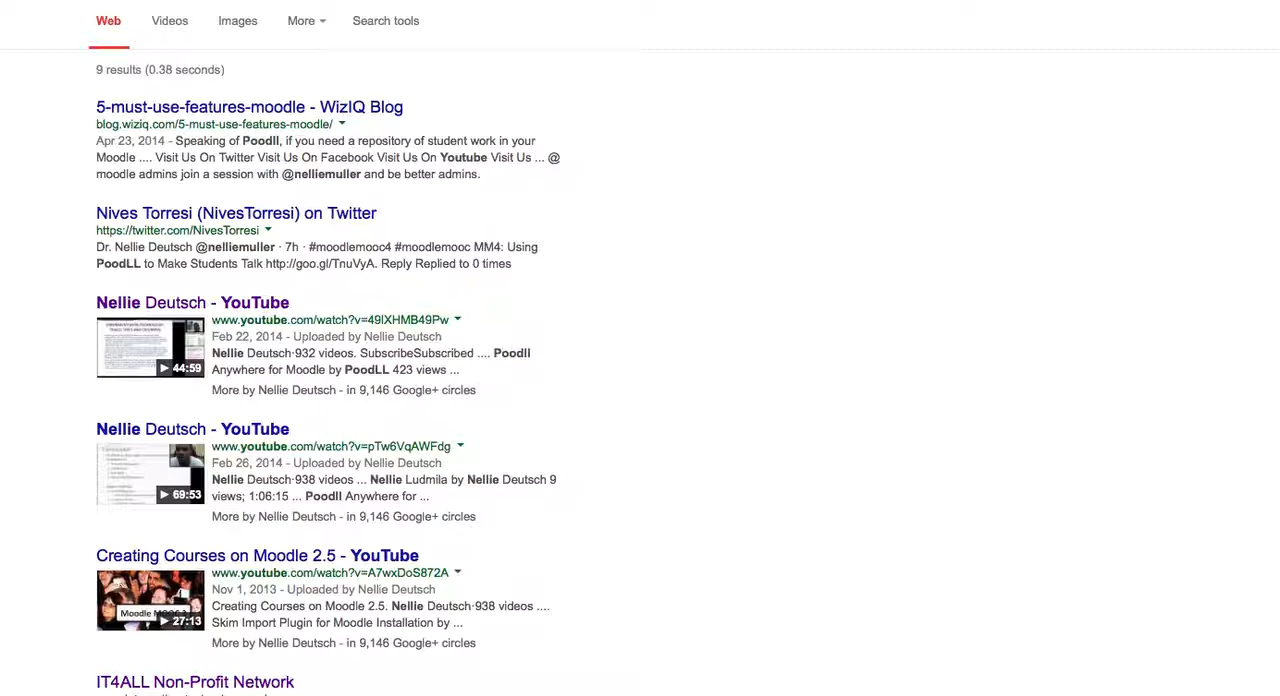 Web Videos Images More Search tools
9 results (0.38 seconds)
5-must-use-features-moodle - WizIQ Blog
blog.wiziq.com/5-must-use-features-moodle/
Apr 23, 2014 - Speaking of Poodll, if you need a repository of student work in your
Moodle .... Visit Us On Twitter Visit Us On Facebook Visit Us On Youtube Visit Us ... @
moodle admins join a session with @nelliemuller and be better admins.
Nives Torresi (NivesTorresi) on Twitter
https://twitter.com/NivesTorresi
Dr. Nellie Deutsch @nelliemuller · 7h · #moodlemooc4 #moodlemooc MM4: Using
PoodLL to Make Students Talk http://goo.gl/TnuVyA. Reply Replied to 0 times
Nellie Deutsch - YouTube
www.youtube.com/watch?v=49lXHMB49Pw
Feb 22, 2014 - Uploaded by Nellie Deutsch
Nellie Deutsch·932 videos. SubscribeSubscribed .... Poodll
44:59
Anywhere for Moodle by PoodLL 423 views ...
More by Nellie Deutsch - in 9,146 Google+ circles
Nellie Deutsch - YouTube
www.youtube.com/watch?v=pTw6VqAWFdg
Feb 26, 2014 - Uploaded by Nellie Deutsch
Nellie Deutsch·938 videos ... Nellie Ludmila by Nellie Deutsch 9
69:53
views; 1:06:15 ... Poodll Anywhere for ...
More by Nellie Deutsch - in 9,146 Google+ circles
Creating Courses on Moodle 2.5 - YouTube
www.youtube.com/watch?v=A7wxDoS872A
Nov 1, 2013 - Uploaded by Nellie Deutsch
Creating Courses on Moodle 2.5. Nellie Deutsch·938 videos ....
Moodle
27:13
Skim Import Plugin for Moodle Installation by ...
More by Nellie Deutsch - in 9,146 Google+ circles
IT4ALL Non-Profit Network